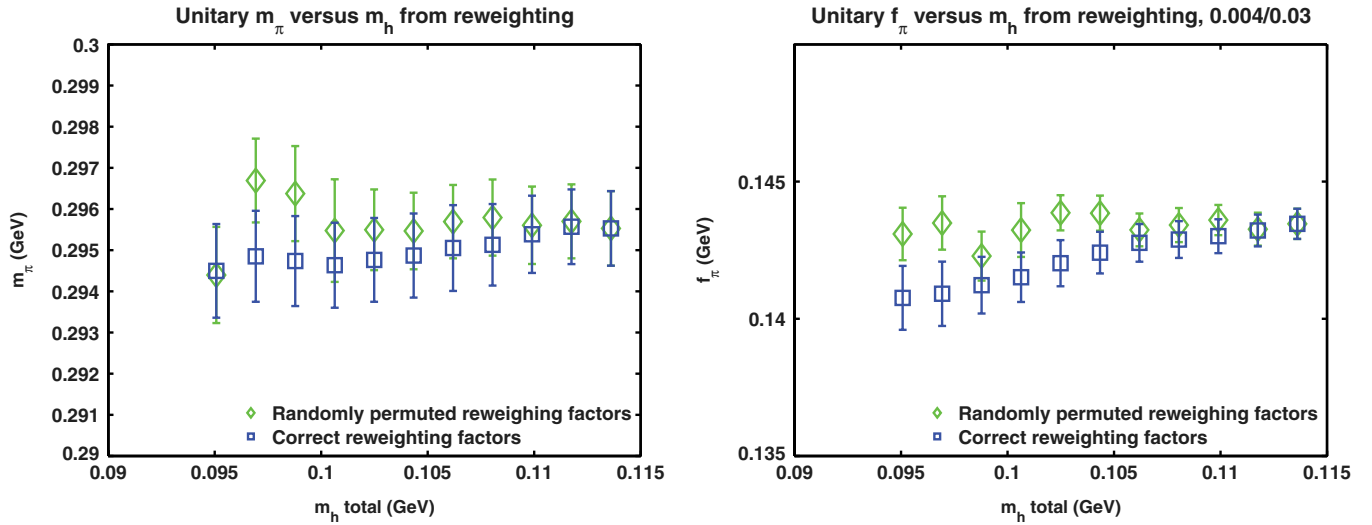 Unitary m_π versus m_h from reweighting
0.3
0.299
0.298
0.297
0.296
0.295
0.294
0.293
0.292
0.291
0.29
m_π (GeV)
Randomly permuted reweighing factors
Correct reweighting factors
0.09 0.095 0.1 0.105 0.11 0.115
m_h total (GeV)
Unitary f_π versus m_h from reweighting, 0.004/0.03
0.145
0.14
0.135
f_π (GeV)
Randomly permuted reweighing factors
Correct reweighting factors
0.09 0.095 0.1 0.105 0.11 0.115
m_h total (GeV)